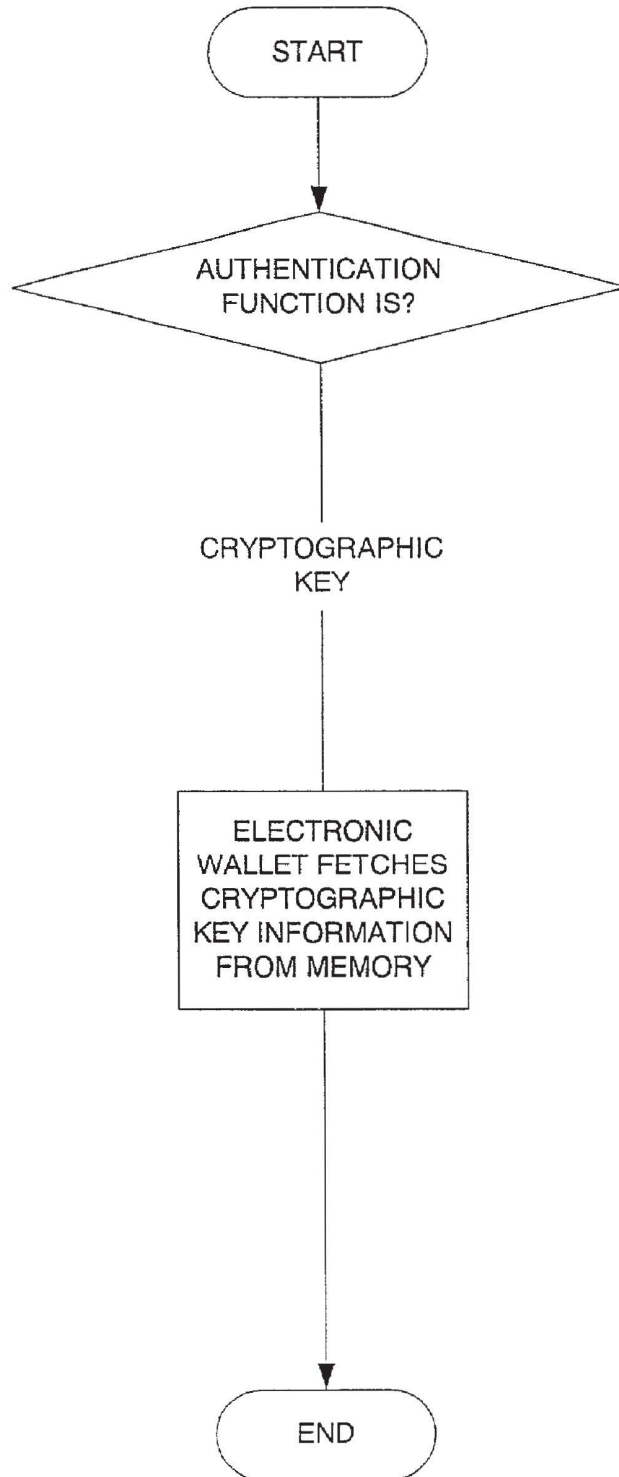 START
AUTHENTICATION
FUNCTION IS?
CRYPTOGRAPHIC
KEY
ELECTRONIC
WALLET FETCHES
CRYPTOGRAPHIC
KEY INFORMATION
FROM MEMORY
END